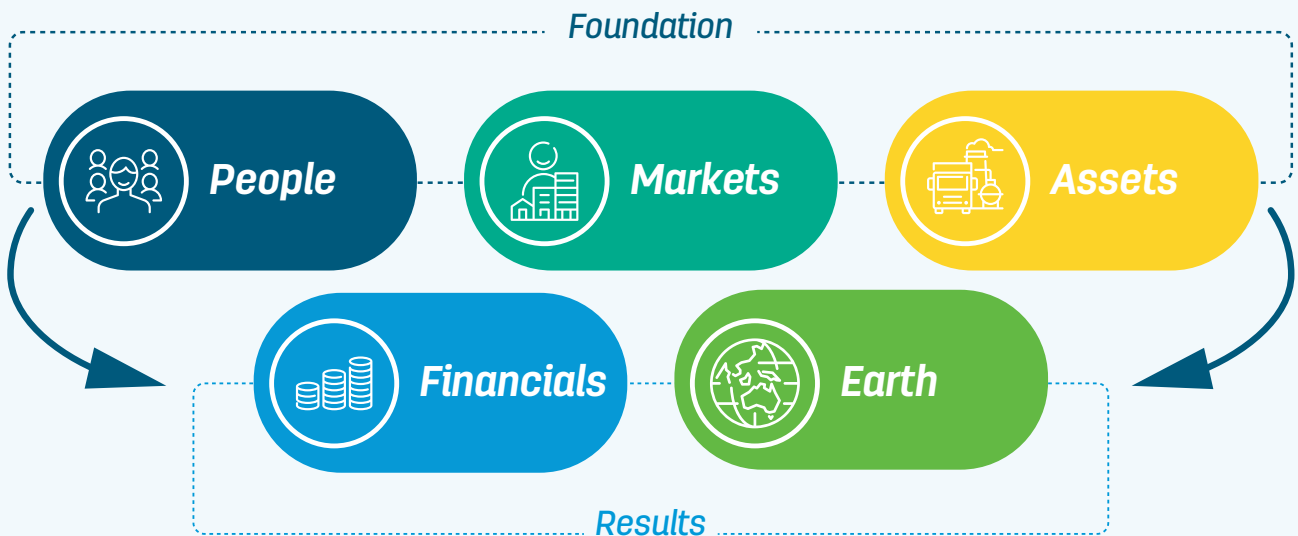 Foundation
People
Markets
Assets
Financials
Earth
Results